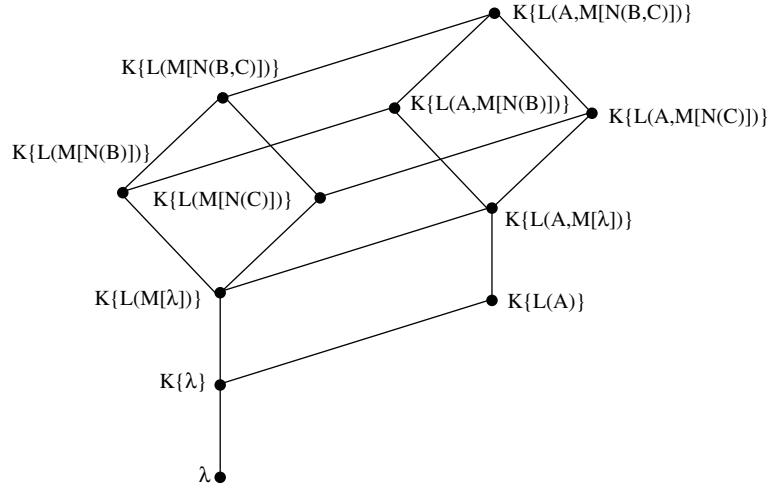 K{L(A,M[N(B,C)])}
K{L(M[N(B,C)])}
K{L(A,M[N(B)])}
K{L(A,M[N(C)])}
K{L(M[N(B)])}
K{L(M[N(C)])}
K{L(A,M[λ])}
K{L(M[λ])}
K{L(A)}
K{λ}
λ